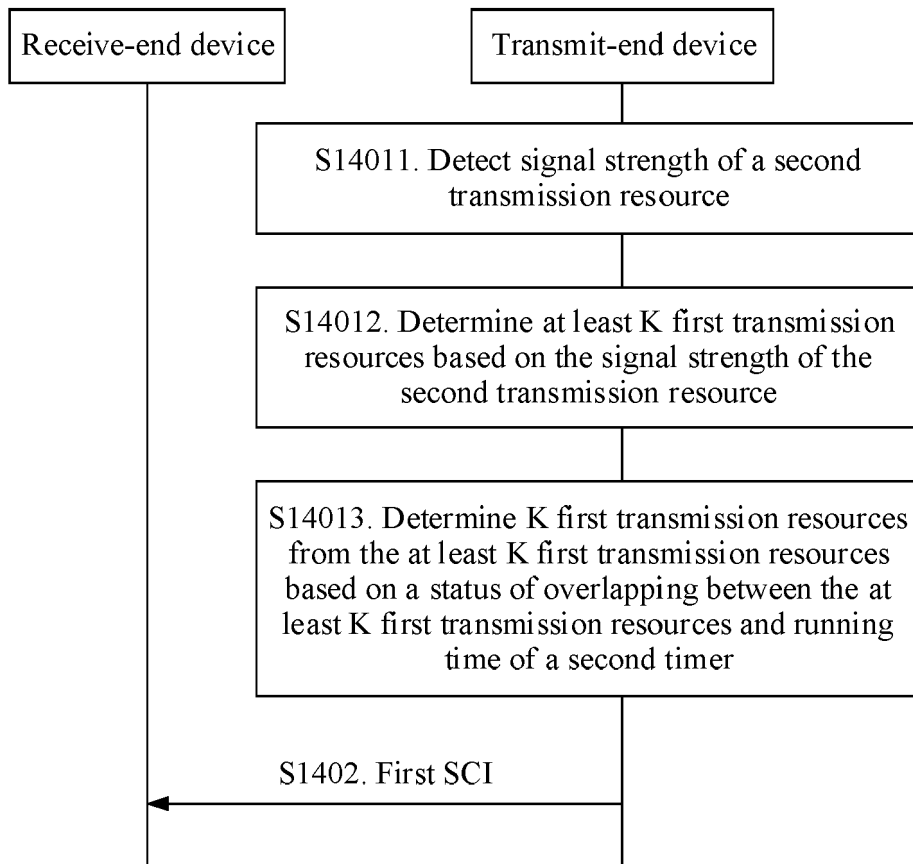 Receive-end device
Transmit-end device
S14011. Detect signal strength of a second
transmission resource
S14012. Determine at least K first transmission
resources based on the signal strength of the
second transmission resource
S14013. Determine K first transmission resources
from the at least K first transmission resources
based on a status of overlapping between the at
least K first transmission resources and running
time of a second timer
S1402. First SCI